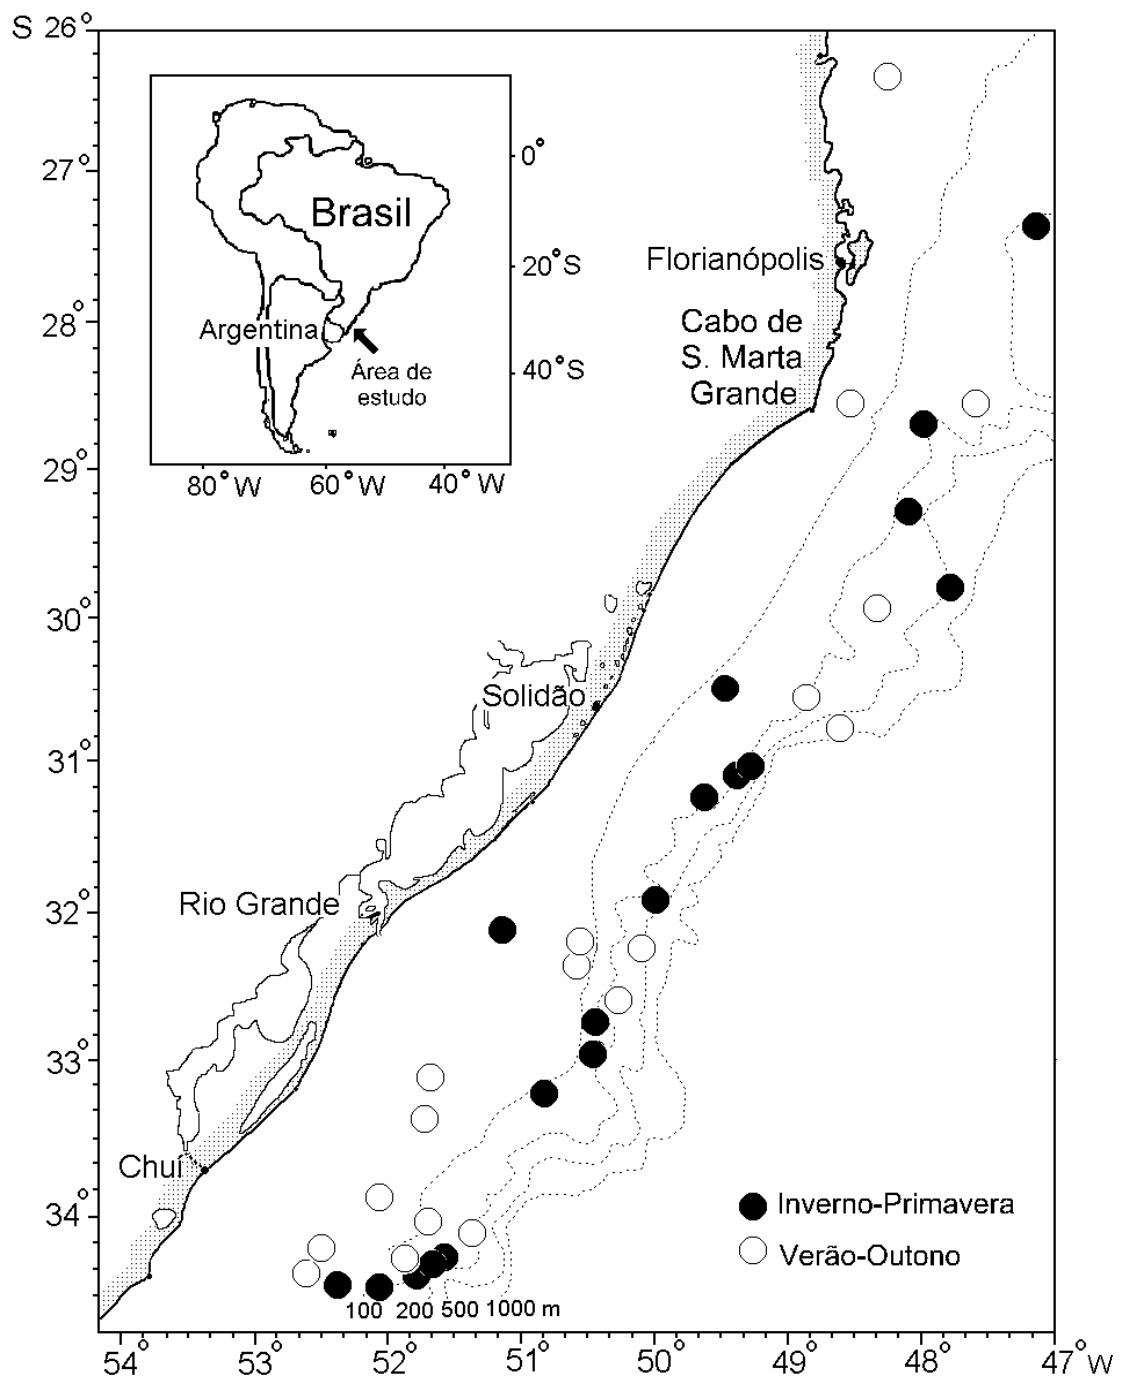 S 26°
27°
28°
29°
30°
31°
32°
33°
34°
0°
20°S
40°S
80°W
60°W
40°W
Brasil
Argentina
Área de
estudo
Florianópolis
Cabo de
S. Marta
Grande
Solidão
Rio Grande
Chuí
Inverno-Primavera
Verão-Outono
100 200 500 1000 m
54° 53° 52° 51° 50° 49° 48° 47°W